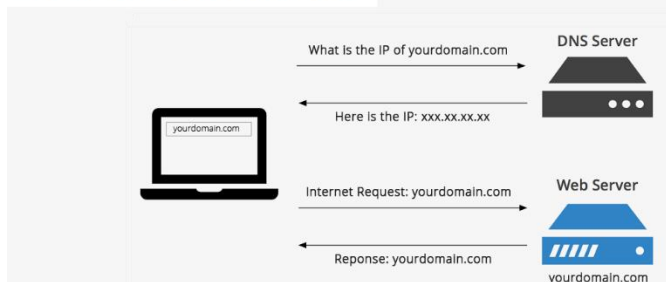 What Is the IP of yourdomain.com
DNS Server
Here Is the IP: xxx.xx.xx.xx
yourdomain.com
Internet Request: yourdomain.com
Web Server
Reponse: yourdomain.com
yourdomain.com